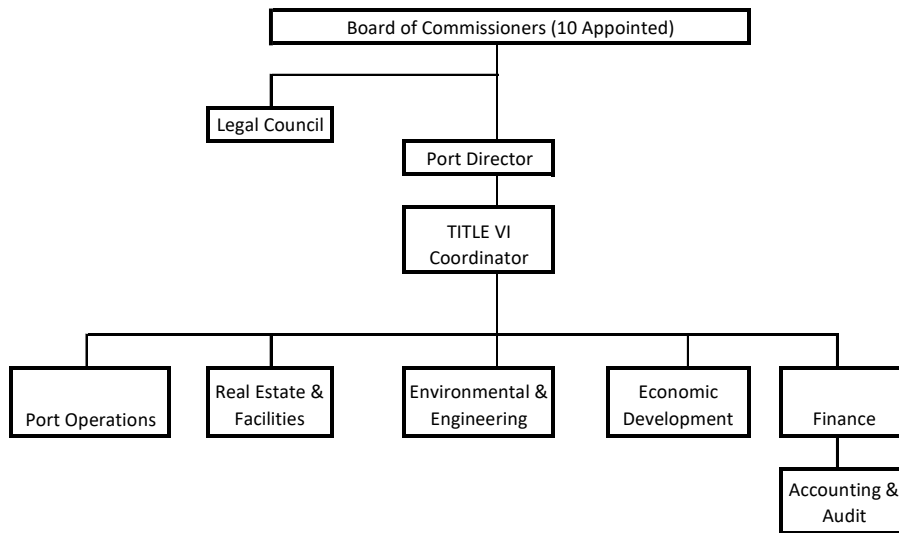 Board of Commissioners (10 Appointed)
Legal Council
Port Director
TITLE VI
Coordinator
Port Operations
Real Estate &
Facilities
Environmental &
Engineering
Economic
Development
Finance
Accounting &
Audit